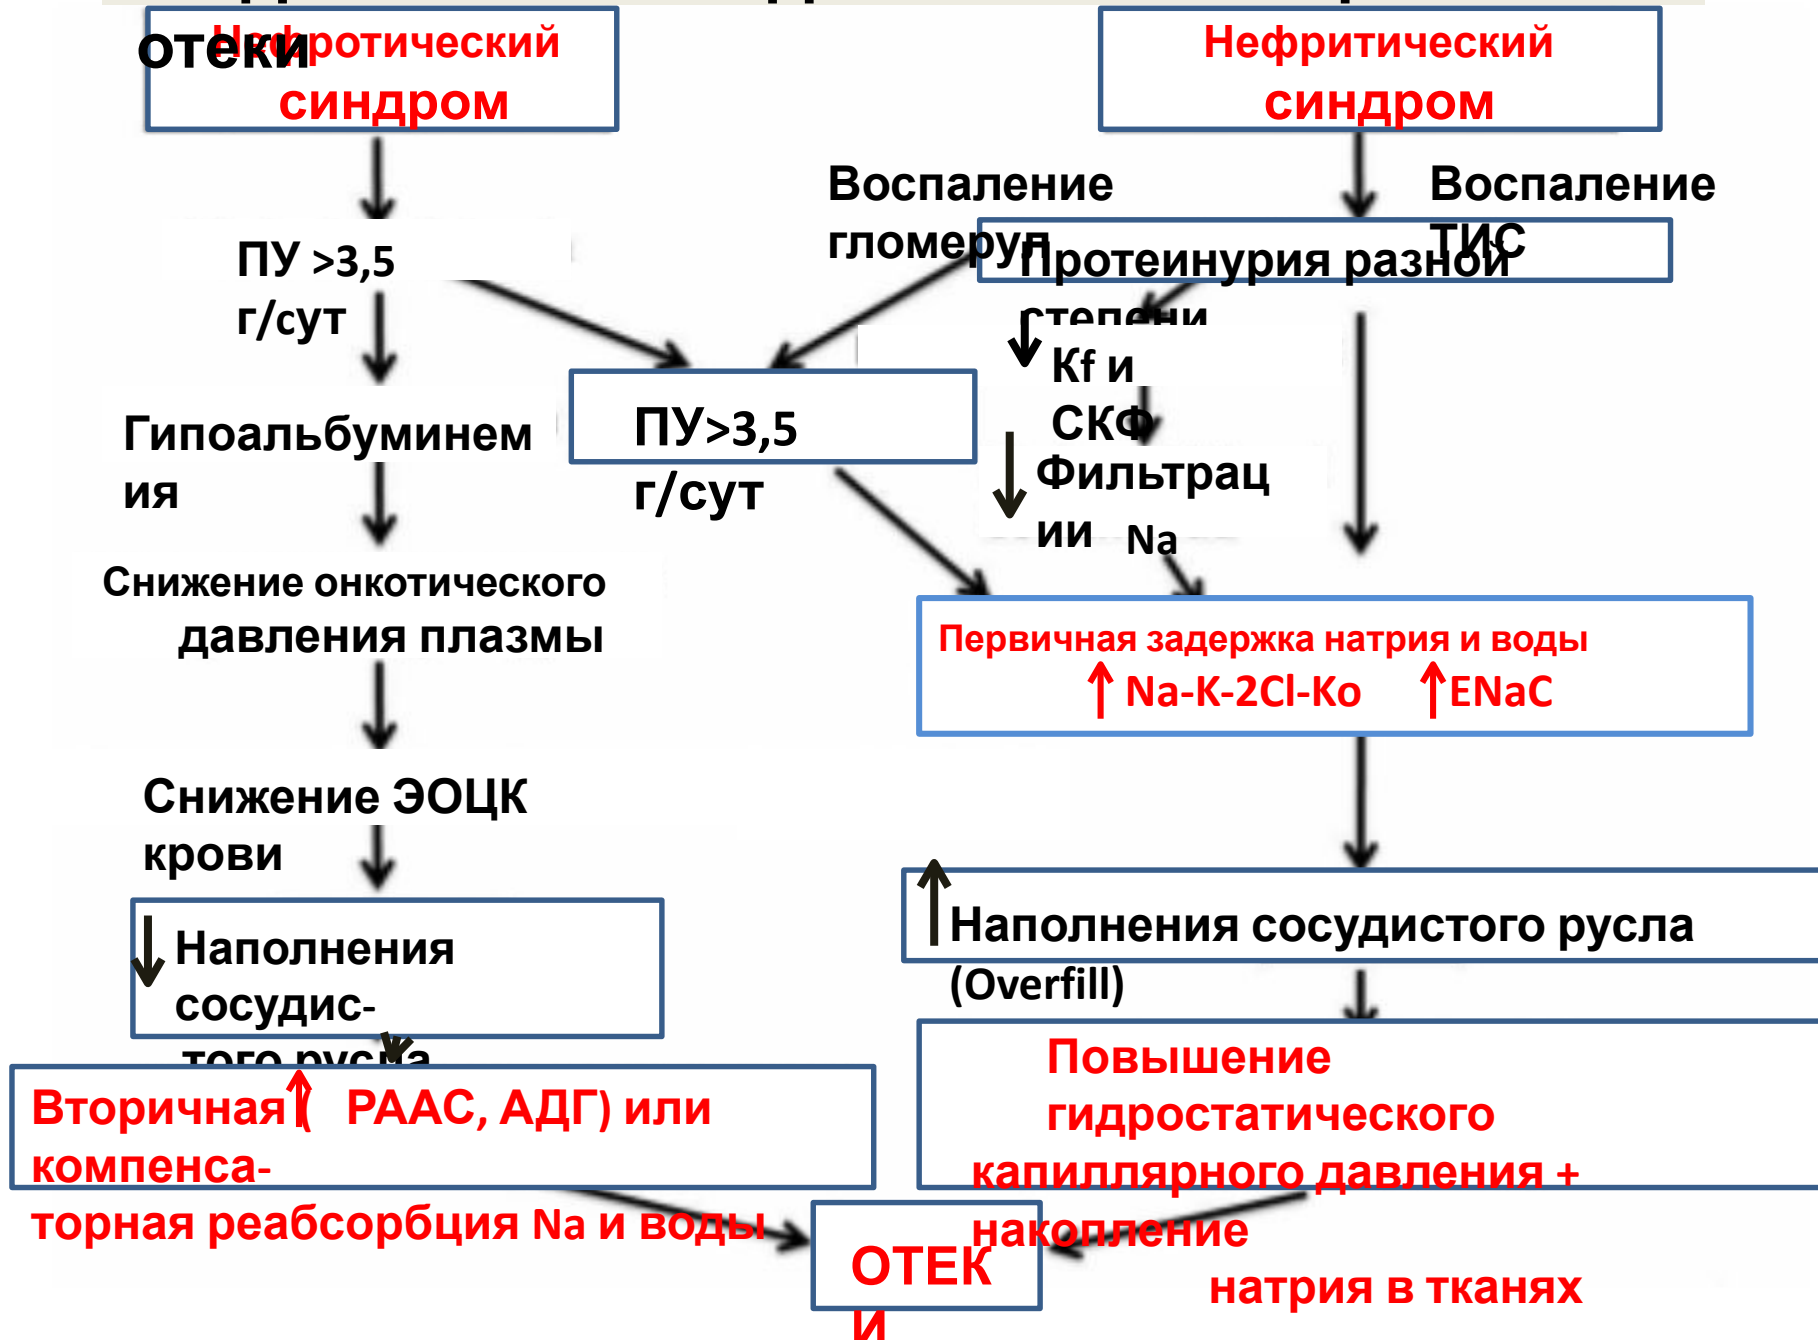 отеки
Нефротический
синдром
Нефритический
синдром
Воспаление
гломерул
Воспаление
ТИС
ПУ >3,5
г/сут
Протеинурия разной
степени
Kf и
СКФ
ПУ>3,5
г/сут
Гипоальбуминем
ия
Фильтрац
ии Na
Снижение онкотического
давления плазмы
Первичная задержка натрия и воды
Na-K-2Cl-Ko ENaC
Снижение ЭОЦК
крови
Наполнения
сосудис-
того русла
Наполнения сосудистого русла
(Overfill)
Вторичная ( РААС, АДГ) или
компенса-
торная реабсорбция Na и воды
Повышение
гидростатического
капиллярного давления +
накопление
натрия в тканях
ОТЕК
И